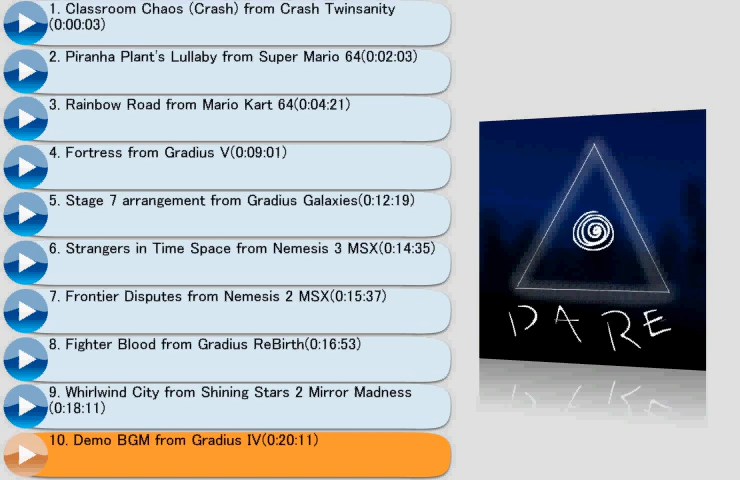 1. Classroom Chaos (Crash) from Crash Twinsanity
(0:00:03)
2. Piranha Plant's Lullaby from Super Mario 64(0:02:03)
3. Rainbow Road from Mario Kart 64(0:04:21)
4. Fortress from Gradius V(0:09:01)
5. Stage 7 arrangement from Gradius Galaxies(0:12:19)
6. Strangers in Time Space from Nemesis 3 MSX(0:14:35)
7. Frontier Disputes from Nemesis 2 MSX(0:15:37)
8. Fighter Blood from Gradius ReBirth(0:16:53)
9. Whirlwind City from Shining Stars 2 Mirror Madness
(0:18:11)
10. Demo BGM from Gradius IV(0:20:11)
DARE